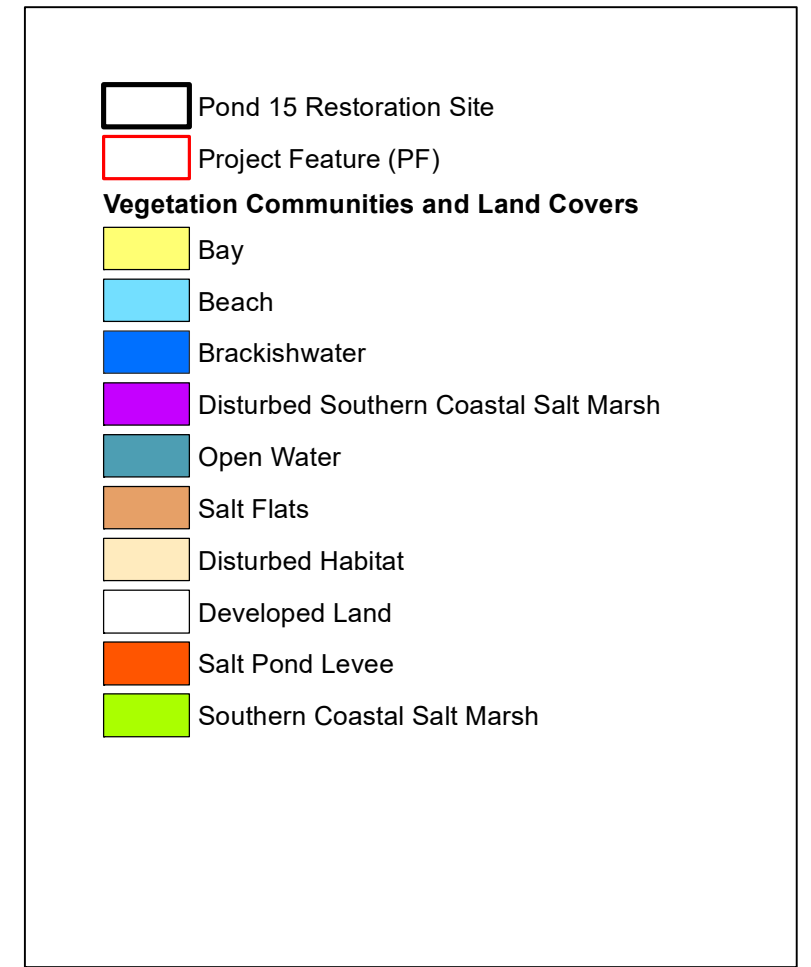 Pond 15 Restoration Site
Project Feature (PF)
Vegetation Communities and Land Covers
Bay
Beach
Brackishwater
Disturbed Southern Coastal Salt Marsh
Open Water
Salt Flats
Disturbed Habitat
Developed Land
Salt Pond Levee
Southern Coastal Salt Marsh